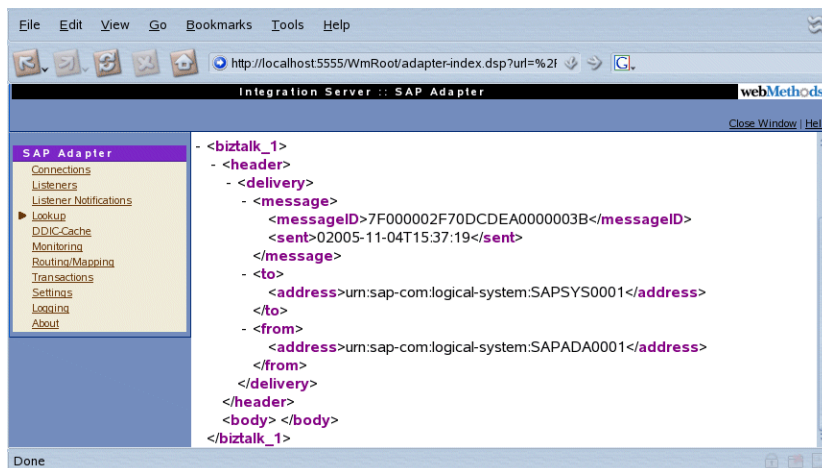 File Edit View Go Bookmarks Tools Help
http://localhost:5555/WmRoot/adapter-index.dsp?url=%2F
G
Integration Server :: SAP Adapter
webMethods
Close Window | Hel
SAP Adapter
Connections
Listeners
Listener Notifications
Lookup
DDIC-Cache
Monitoring
Routing/Mapping
Transactions
Settings
Logging
About
- <biztalk_1>
- <header>
- <delivery>
- <message>
<messageID>7F000002F70DCDEA0000003B</messageID>
<sent>02005-11-04T15:37:19</sent>
</message>
- <to>
<address>urn:sap-com:logical-system:SAPSYS0001</address>
</to>
- <from>
<address>urn:sap-com:logical-system:SAPADA0001</address>
</from>
</delivery>
</header>
<body> </body>
</biztalk_1>
Done